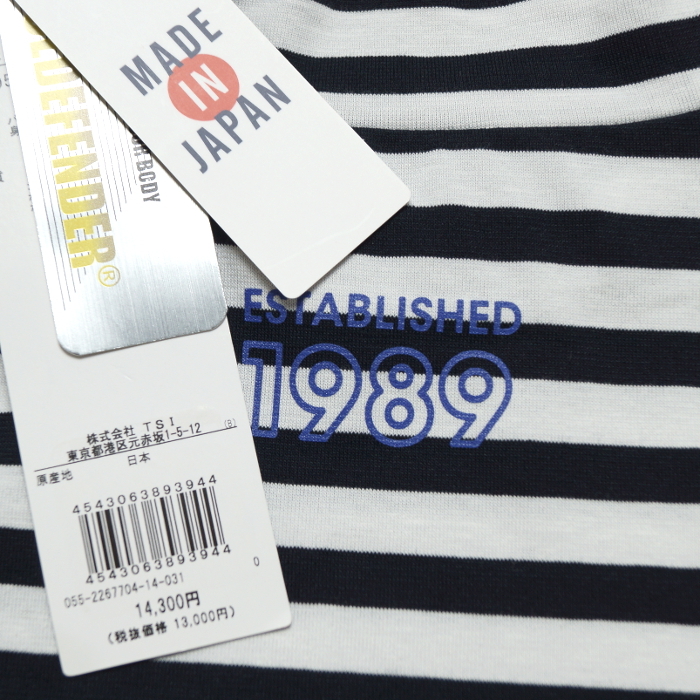 MADE
IN
JAPAN
DEFENDER®
BODY
ESTABLISHED
1989
株式会社 TSI
東京都港区元赤坂1-5-12
(B)
原産地 日本
4543063893944
4543063893944
055-2267704-14-031
0
14,300円
(税抜価格 13,000円)